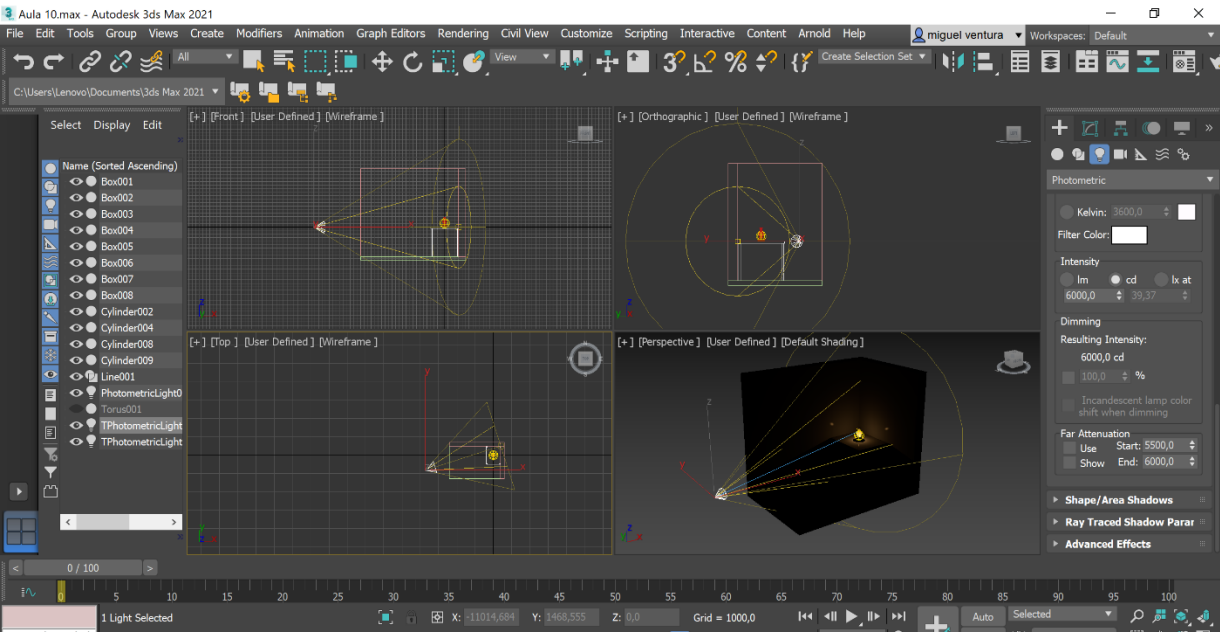 Aula 10.max - Autodesk 3ds Max 2021
File Edit Tools Group Views Create Modifiers Animation Graph Editors Rendering Civil View Customize Scripting Interactive Content Arnold Help
miguel ventura Workspaces: Default
All View Create Selection Set
C:\Users\Lenovo\Documents\3ds Max 2021
Select Display Edit
Name (Sorted Ascending)
Box001
Box002
Box003
Box004
Box005
Box006
Box007
Box008
Cylinder002
Cylinder004
Cylinder008
Cylinder009
Line001
PhotometricLight0
Torus001
TPhotometricLight
TPhotometricLight
[+] [Front] [User Defined] [Wireframe]
[+] [Orthographic] [User Defined] [Wireframe]
[+] [Top] [User Defined] [Wireframe]
[+] [Perspective] [User Defined] [Default Shading]
Photometric
Kelvin: 3600,0
Filter Color:
Intensity
lm cd lx at
6000,0 39,37
Dimming
Resulting Intensity:
6000,0 cd
100,0 %
Incandescent lamp color
shift when dimming
Far Attenuation
Use Start: 5500,0
Show End: 6000,0
Shape/Area Shadows
Ray Traced Shadow Parar
Advanced Effects
0 / 100
0 5 10 15 20 25 30 35 40 45 50 55 60 65 70 75 80 85 90 95 100
1 Light Selected X: -11014,684 Y: 1468,555 Z: 0,0 Grid = 1000,0 Auto Selected